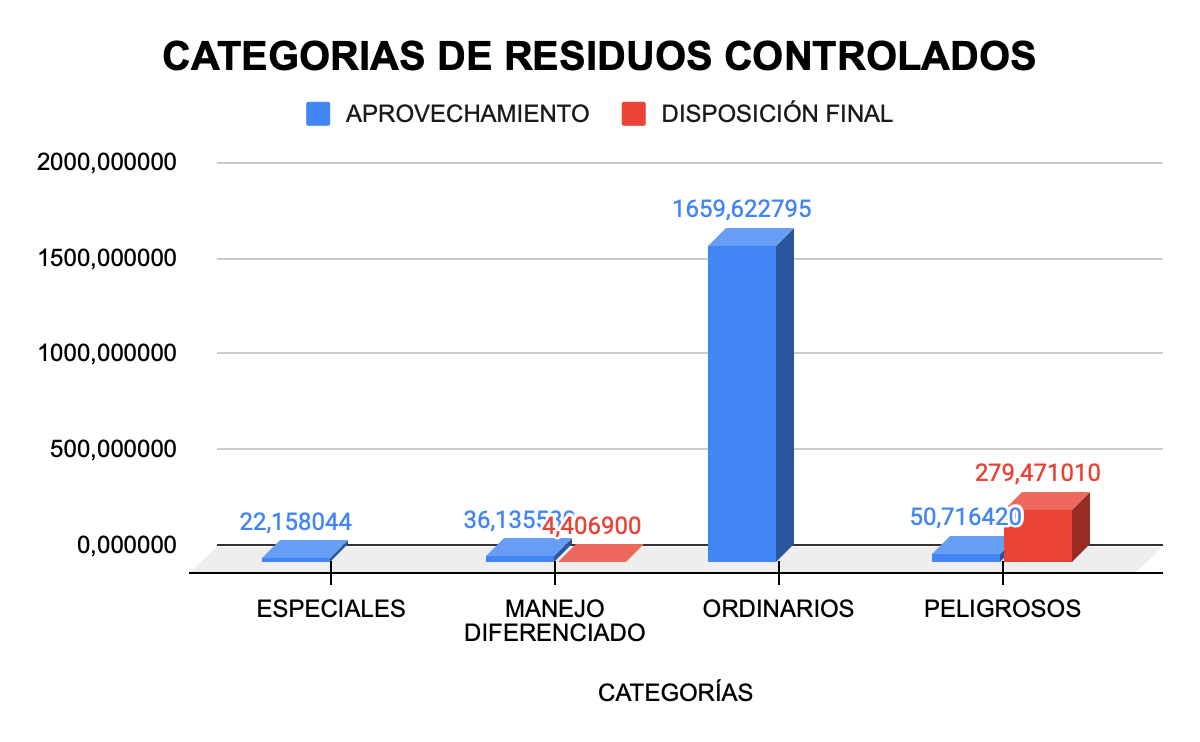 CATEGORIAS DE RESIDUOS CONTROLADOS
APROVECHAMIENTO
DISPOSICIÓN FINAL
2000,000000
1500,000000
1000,000000
500,000000
0,000000
22,158044
4,406900
1659,622795
50,716420
279,471010
ESPECIALES
MANEJO
DIFERENCIADO
ORDINARIOS
PELIGROSOS
CATEGORÍAS